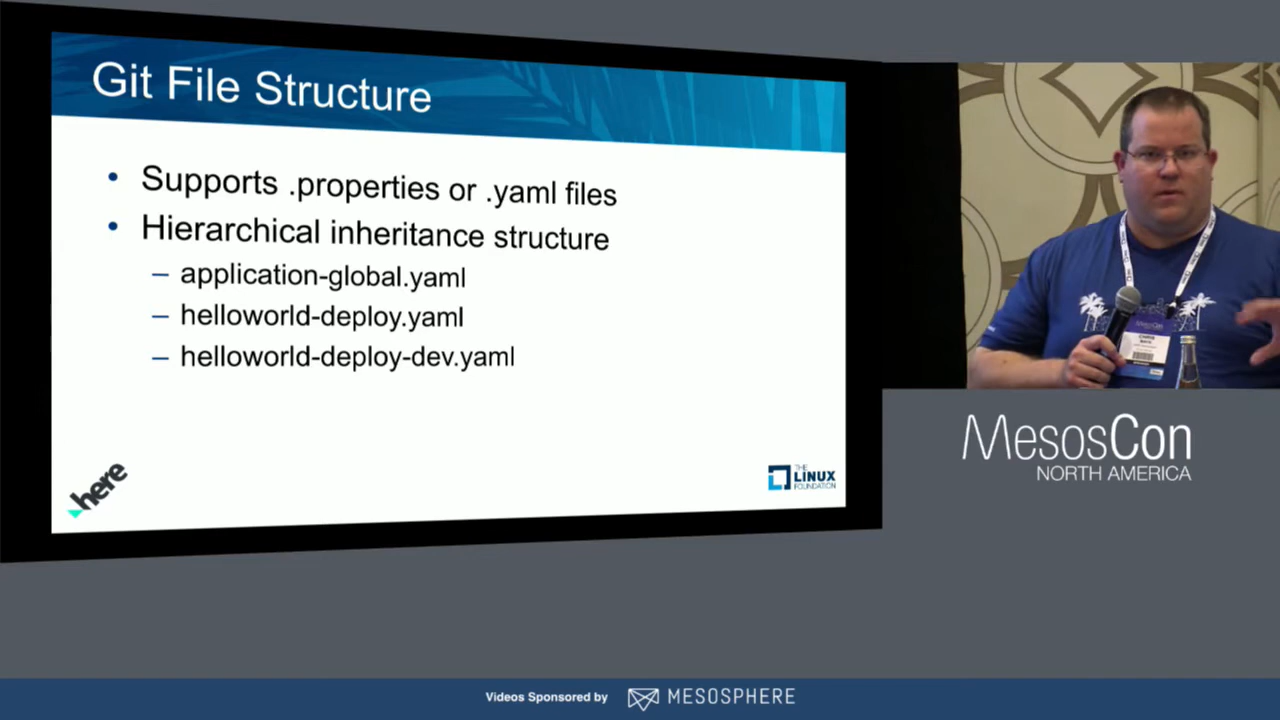 Git File Structure
• Supports .properties or .yaml files
• Hierarchical inheritance structure
– application-global.yaml
– helloworld-deploy.yaml
– helloworld-deploy-dev.yaml
here
THE
LINUX
FOUNDATION
CHRIS
MesosCon
NORTH AMERICA
Videos Sponsored by MESOSPHERE